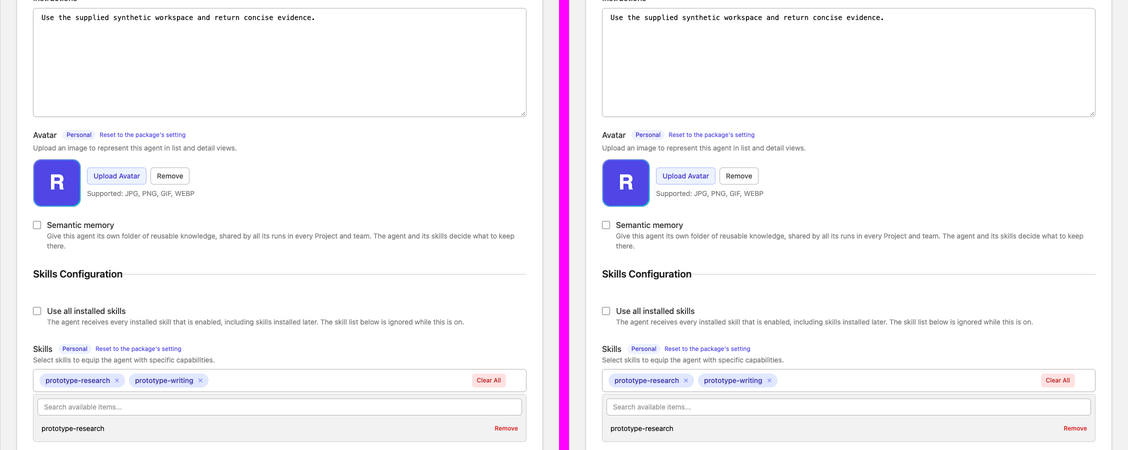 Use the supplied synthetic workspace and return concise evidence.
Avatar Personal Reset to the package's setting
Upload an image to represent this agent in list and detail views.
R
Upload Avatar Remove
Supported: JPG, PNG, GIF, WEBP
Semantic memory
Give this agent its own folder of reusable knowledge, shared by all its runs in every Project and team. The agent and its skills decide what to keep
there.
Skills Configuration
Use all installed skills
The agent receives every installed skill that is enabled, including skills installed later. The skill list below is ignored while this is on.
Skills Personal Reset to the package's setting
Select skills to equip the agent with specific capabilities.
prototype-research × prototype-writing × Clear All
Search available items...
prototype-research Remove
Use the supplied synthetic workspace and return concise evidence.
Avatar Personal Reset to the package's setting
Upload an image to represent this agent in list and detail views.
R
Upload Avatar Remove
Supported: JPG, PNG, GIF, WEBP
Semantic memory
Give this agent its own folder of reusable knowledge, shared by all its runs in every Project and team. The agent and its skills decide what to keep
there.
Skills Configuration
Use all installed skills
The agent receives every installed skill that is enabled, including skills installed later. The skill list below is ignored while this is on.
Skills Personal Reset to the package's setting
Select skills to equip the agent with specific capabilities.
prototype-research × prototype-writing × Clear All
Search available items...
prototype-research Remove